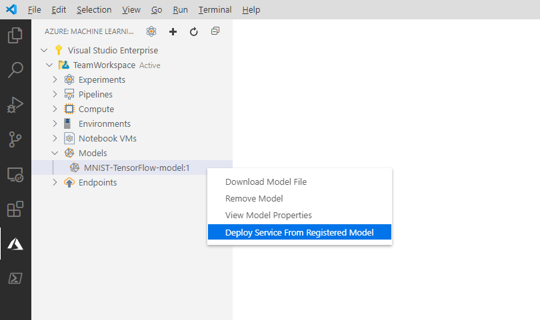 File Edit Selection View Go Run Terminal Help
AZURE: MACHINE LEARNI...
Visual Studio Enterprise
TeamWorkspace Active
Experiments
Pipelines
Compute
Environments
Notebook VMs
Models
MNIST-TensorFlow-model:1
Endpoints
Download Model File
Remove Model
View Model Properties
Deploy Service From Registered Model